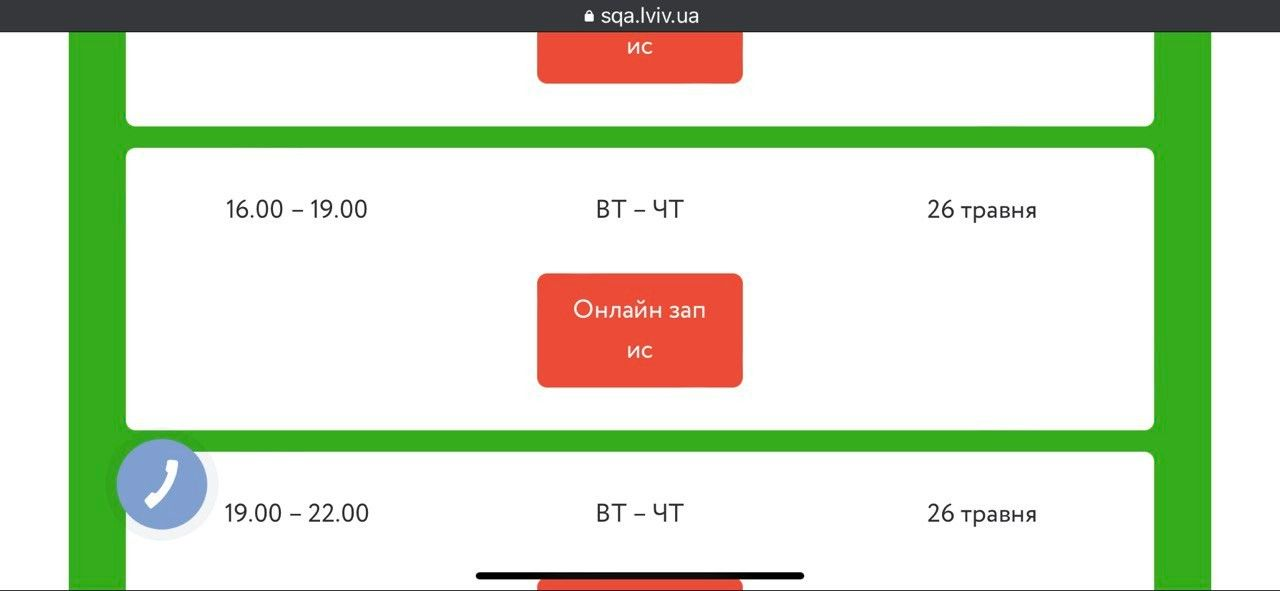 sqa.lviv.ua
ис
16.00 – 19.00 ВТ – ЧТ 26 травня
Онлайн зап
ис
19.00 – 22.00 ВТ – ЧТ 26 травня